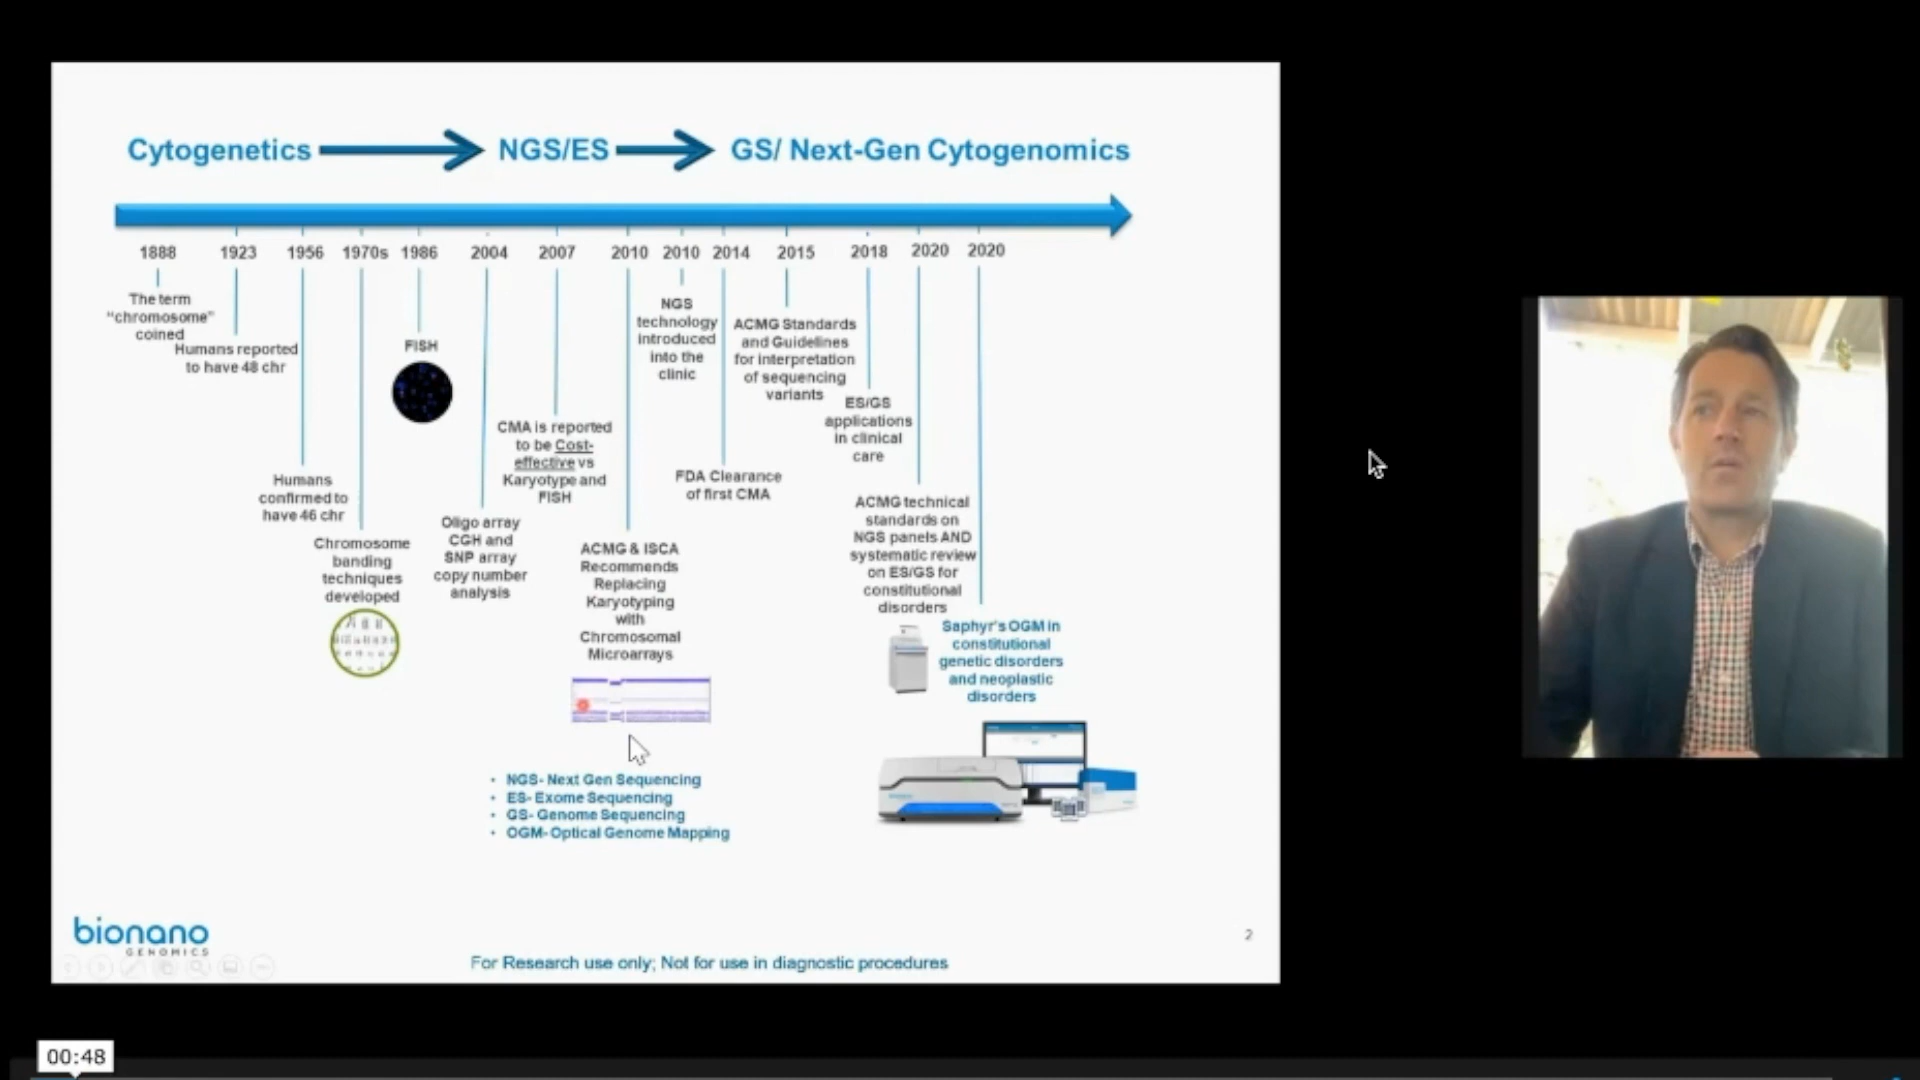 Cytogenetics NGS/ES GS/ Next-Gen Cytogenomics
1888 1923 1956 1970s 1986 2004 2007 2010 2010 2014 2015 2018 2020 2020
The term
“chromosome”
coined
Humans reported
to have 48 chr
Humans
confirmed to
have 46 chr
Chromosome
banding
techniques
developed
FISH
Oligo array
CGH and
SNP array
copy number
analysis
CMA is reported
to be Cost-
effective vs
Karyotype and
FISH
ACMG & ISCA
Recommends
Replacing
Karyotyping
with
Chromosomal
Microarrays
NGS
technology
introduced
into the
clinic
FDA Clearance
of first CMA
ACMG Standards
and Guidelines
for interpretation
of sequencing
variants
ES/GS
applications
in clinical
care
ACMG technical
standards on
NGS panels AND
systematic review
on ES/GS for
constitutional
disorders
Saphyr's OGM in
constitutional
genetic disorders
and neoplastic
disorders
• NGS- Next Gen Sequencing
• ES- Exome Sequencing
• GS- Genome Sequencing
• OGM- Optical Genome Mapping
bionano
GENOMICS
2
For Research use only; Not for use in diagnostic procedures
00:48